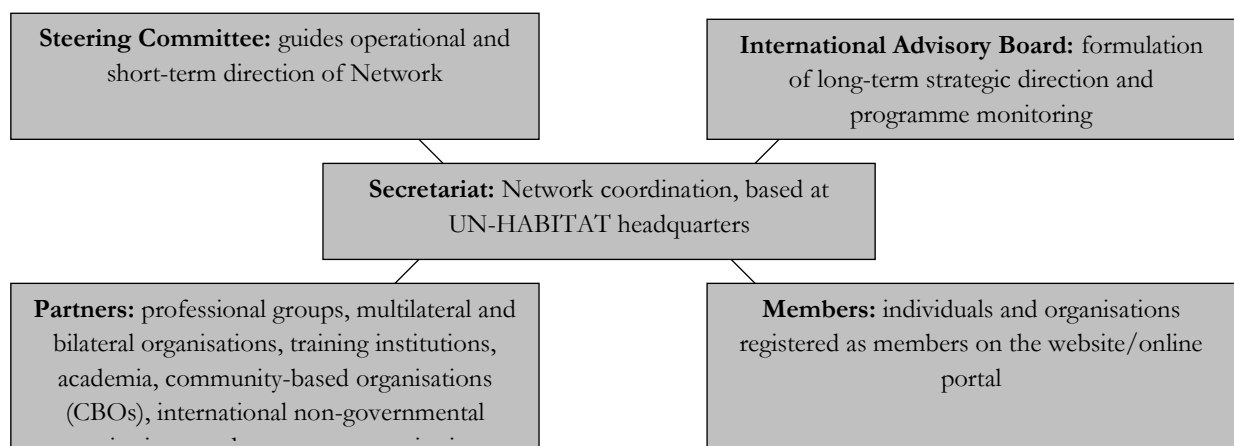 Steering Committee: guides operational and
short-term direction of Network
International Advisory Board: formulation
of long-term strategic direction and
programme monitoring
Secretariat: Network coordination, based at
UN-HABITAT headquarters
Partners: professional groups, multilateral and
bilateral organisations, training institutions,
academia, community-based organisations
(CBOs), international non-governmental
Members: individuals and organisations
registered as members on the website/online
portal